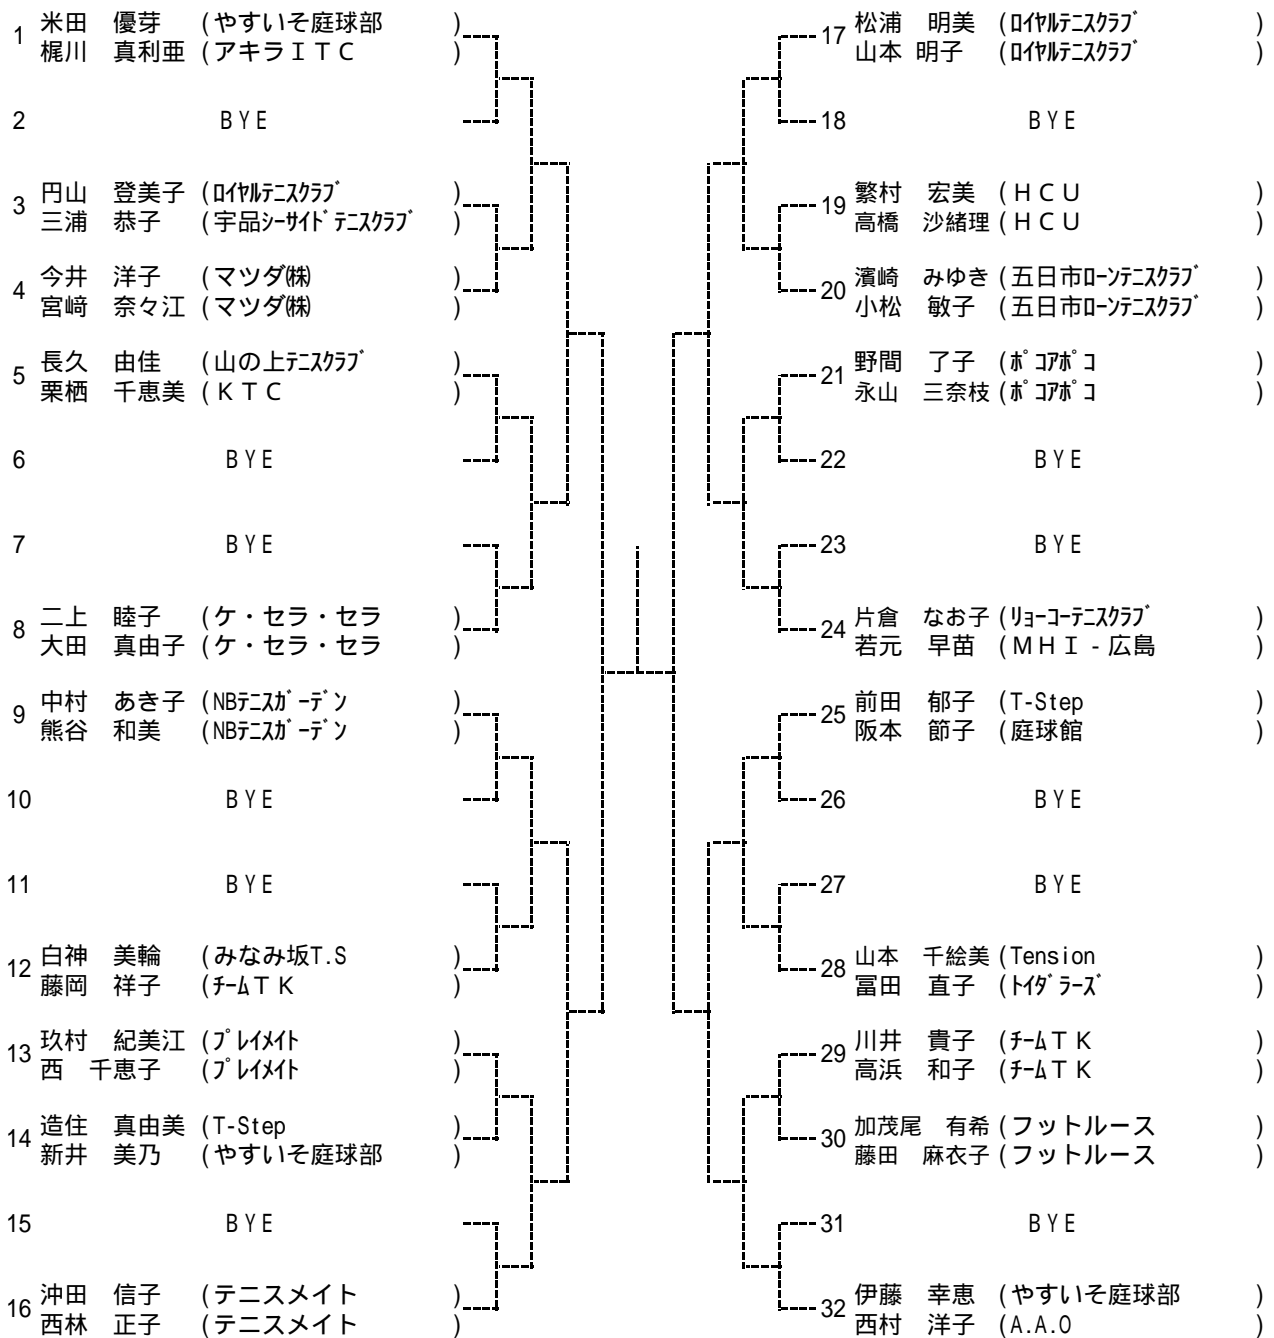 1 米田 優芽 (やすいそ庭球部 )
梶川 真利亜 (アキラITC )
2 BYE
3 円山 登美子 (ﾛｲﾔﾙﾃﾆｽｸﾗﾌﾞ )
三浦 恭子 (宇品ｼｰｻｲﾄﾞﾃﾆｽｸﾗﾌﾞ )
4 今井 洋子 (マツダ㈱ )
宮﨑 奈々江 (マツダ㈱ )
5 長久 由佳 (山の上ﾃﾆｽｸﾗﾌﾞ )
栗栖 千恵美 (KTC )
6 BYE
7 BYE
8 二上 睦子 (ケ・セラ・セラ )
大田 真由子 (ケ・セラ・セラ )
9 中村 あき子 (NBﾃﾆｽｶﾞｰﾃﾞﾝ )
熊谷 和美 (NBﾃﾆｽｶﾞｰﾃﾞﾝ )
10 BYE
11 BYE
12 白神 美輪 (みなみ坂T.S )
藤岡 祥子 (ﾁｰﾑTK )
13 玖村 紀美江 (ﾌﾟﾚｲﾒｲﾄ )
西 千恵子 (ﾌﾟﾚｲﾒｲﾄ )
14 造住 真由美 (T-Step )
新井 美乃 (やすいそ庭球部 )
15 BYE
16 沖田 信子 (テニスメイト )
西林 正子 (テニスメイト )
17 松浦 明美 (ﾛｲﾔﾙﾃﾆｽｸﾗﾌﾞ )
山本 明子 (ﾛｲﾔﾙﾃﾆｽｸﾗﾌﾞ )
18 BYE
19 繁村 宏美 (HCU )
高橋 沙緒理 (HCU )
20 濱崎 みゆき (五日市ﾛｰﾝﾃﾆｽｸﾗﾌﾞ )
小松 敏子 (五日市ﾛｰﾝﾃﾆｽｸﾗﾌﾞ )
21 野間 了子 (ﾎﾟｺｱﾎﾟｺ )
永山 三奈枝 (ﾎﾟｺｱﾎﾟｺ )
22 BYE
23 BYE
24 片倉 なお子 (ﾘｮｰｺｰﾃﾆｽｸﾗﾌﾞ )
若元 早苗 (MHI-広島 )
25 前田 郁子 (T-Step )
阪本 節子 (庭球館 )
26 BYE
27 BYE
28 山本 千絵美 (Tension )
冨田 直子 (ﾄｲﾀﾞﾗｰｽﾞ )
29 川井 貴子 (ﾁｰﾑTK )
高浜 和子 (ﾁｰﾑTK )
30 加茂尾 有希 (フットルース )
藤田 麻衣子 (フットルース )
31 BYE
32 伊藤 幸恵 (やすいそ庭球部 )
西村 洋子 (A.A.O )